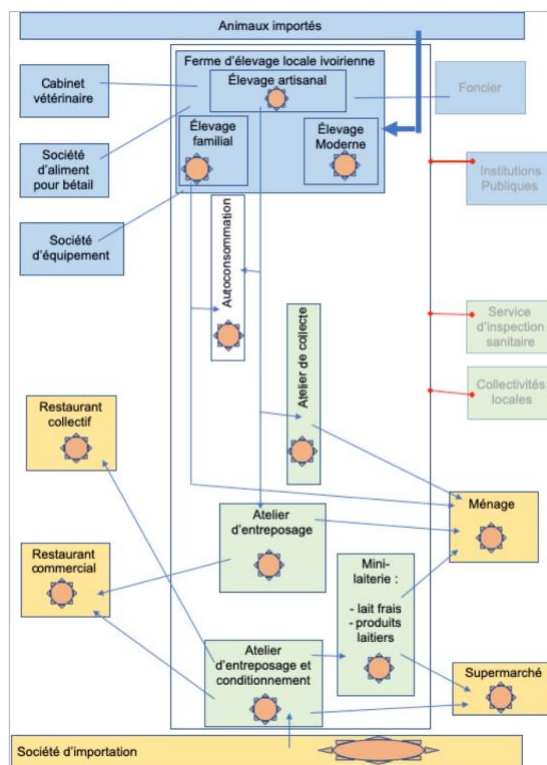 Animaux importés
Ferme d'élevage locale ivoirienne
Élevage artisanal
Cabinet
vétérinaire
Foncier
Élevage
familial
Élevage
Moderne
Société
d'aliment
pour bétail
Institutions
Publiques
Société
d'équipement
Autoconsommation
Atelier de collecte
Service
d'inspection
sanitaire
Collectivités
locales
Restaurant
collectif
Ménage
Atelier
d'entreposage
Restaurant
commercial
Mini-
laiterie :
- lait frais
- produits
laitiers
Atelier
d'entreposage et
conditionnement
Supermarché
Société d'importation